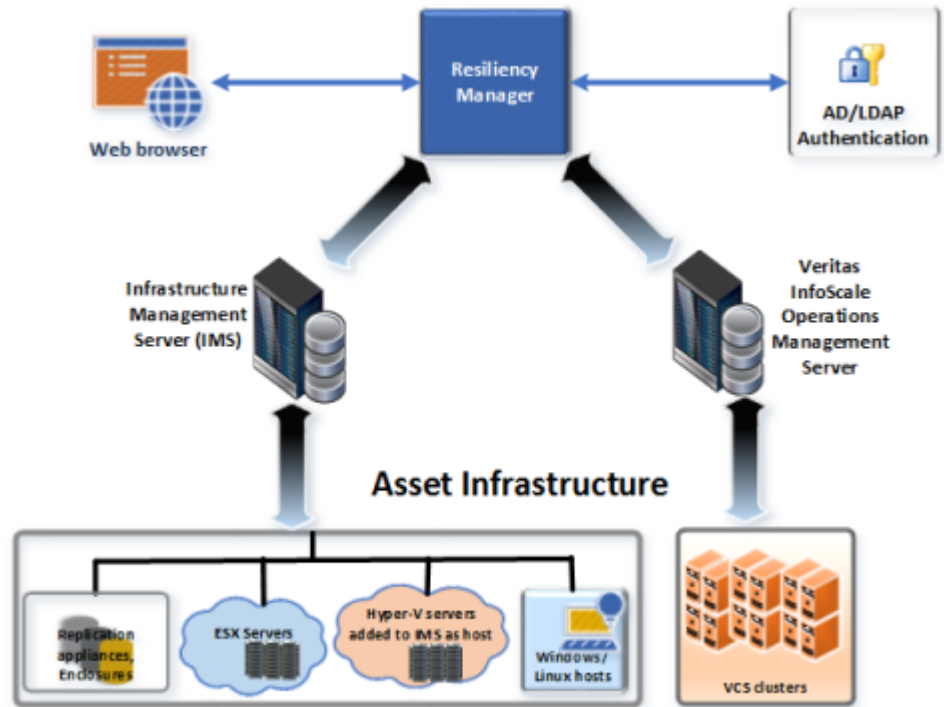 Resiliency
Manager
Web browser
AD/LDAP
Authentication
Infrastructure
Management
Server (IMS)
Veritas
InfoScale
Operations
Management
Server
Asset Infrastructure
Replication
appliances,
Enclosures
ESX Servers
Hyper-V servers
added to IMS as host
Windows/
Linux hosts
VCS clusters